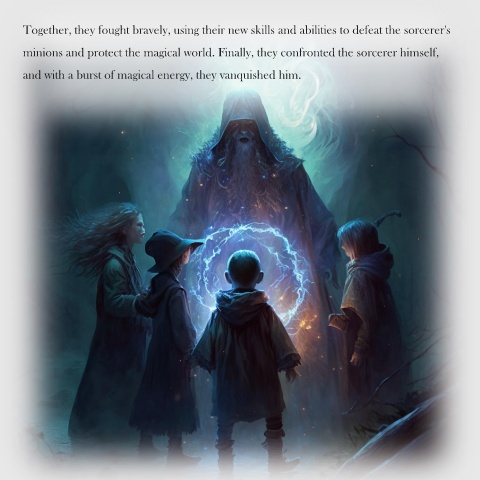 Together, they fought bravely, using their new skills and abilities to defeat the sorcerer's
minions and protect the magical world. Finally, they confronted the sorcerer himself,
and with a burst of magical energy, they vanquished him.